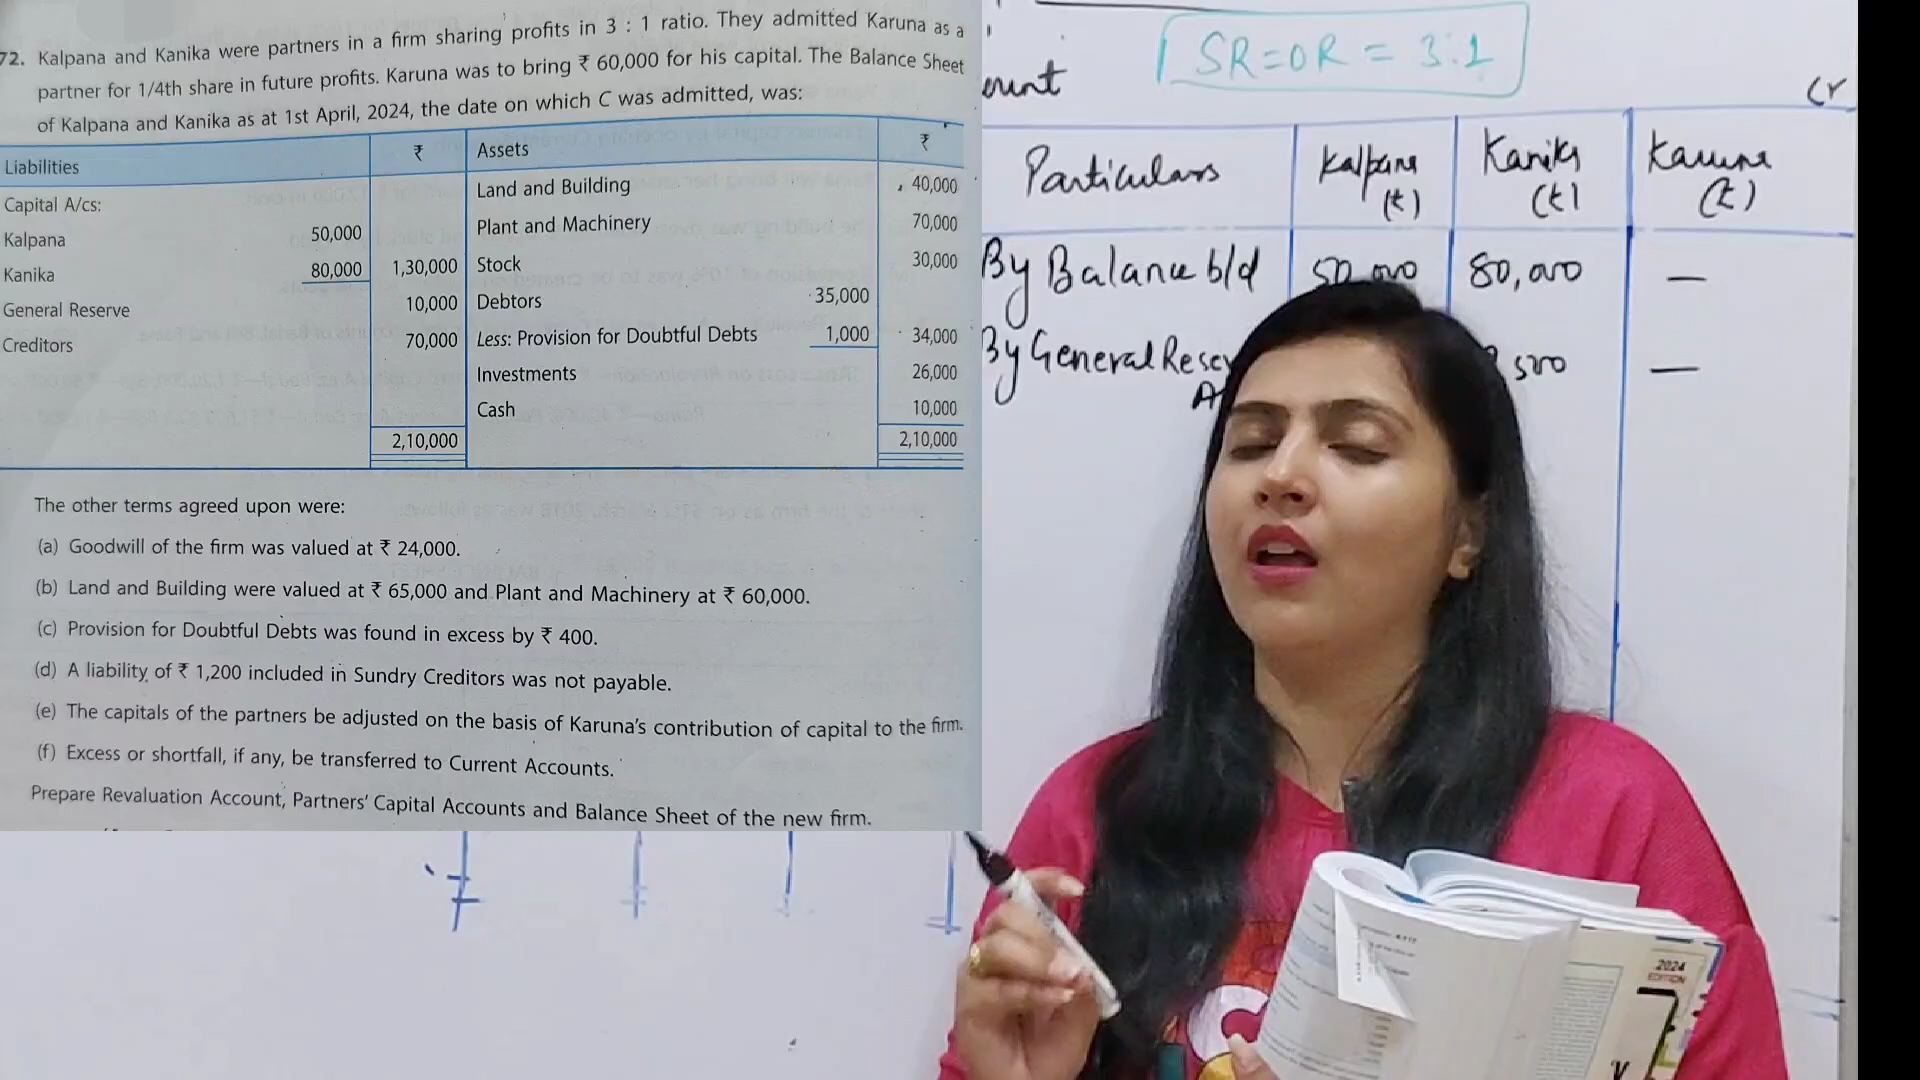 72. Kalpana and Kanika were partners in a firm sharing profits in 3 : 1 ratio. They admitted Karuna as a
partner for 1/4th share in future profits. Karuna was to bring ₹ 60,000 for his capital. The Balance Sheet
of Kalpana and Kanika as at 1st April, 2024, the date on which C was admitted, was:
Liabilities ₹ Assets ₹
Capital A/cs: Land and Building 40,000
Kalpana 50,000 Plant and Machinery 70,000
Kanika 80,000 1,30,000 Stock 30,000
General Reserve 10,000 Debtors 35,000
Creditors 70,000 Less: Provision for Doubtful Debts 1,000 34,000
Investments 26,000
Cash 10,000
2,10,000 2,10,000
The other terms agreed upon were:
(a) Goodwill of the firm was valued at ₹ 24,000.
(b) Land and Building were valued at ₹ 65,000 and Plant and Machinery at ₹ 60,000.
(c) Provision for Doubtful Debts was found in excess by ₹ 400.
(d) A liability of ₹ 1,200 included in Sundry Creditors was not payable.
(e) The capitals of the partners be adjusted on the basis of Karuna's contribution of capital to the firm.
(f) Excess or shortfall, if any, be transferred to Current Accounts.
Prepare Revaluation Account, Partners' Capital Accounts and Balance Sheet of the new firm.
SR=OR = 3:1
ount Cr
Particulars Kalpana Kanika Karuna
(₹) (₹) (₹)
By Balance b/d 50,000 80,000 —
By General Rese 500 —
A
2024
EDITION